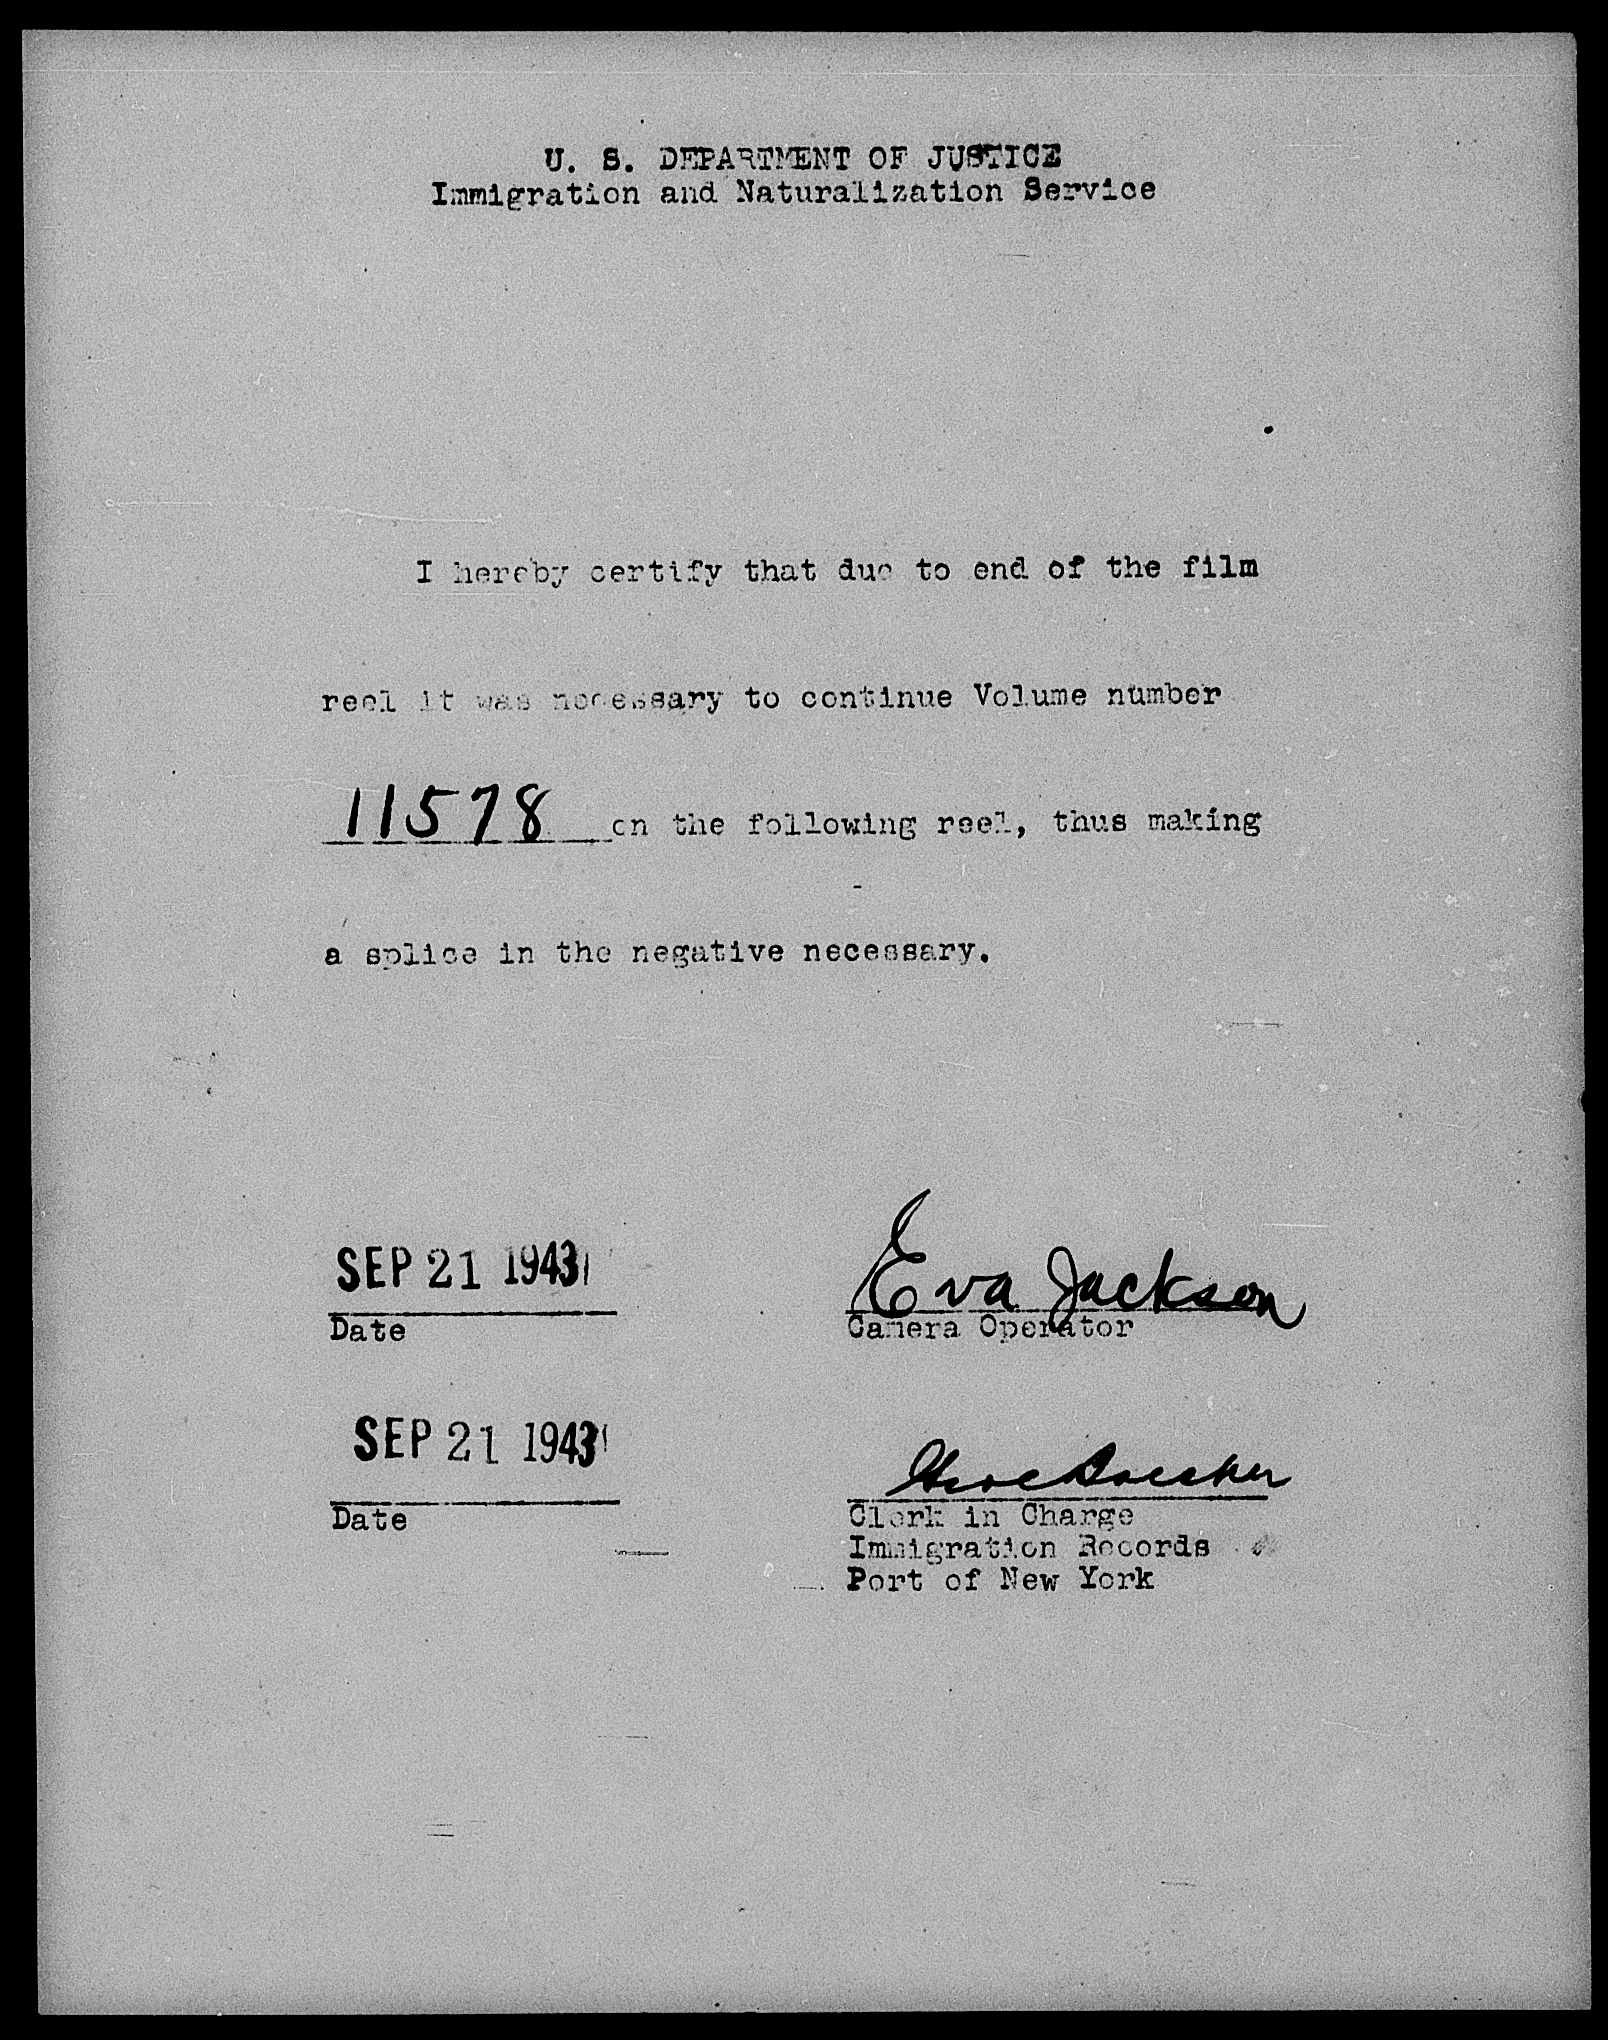 U. S. DEPARTMENT OF JUSTICE
Immigration and Naturalization Service
I hereby certify that due to end of the film
reel it was necessary to continue Volume number
11578 on the following reel, thus making
a splice in the negative necessary.
SEP 21 1943
Eva Jackson
Date
Camera Operator
SEP 21 1943
Date
Clerk in Charge
Immigration Records
Port of New York